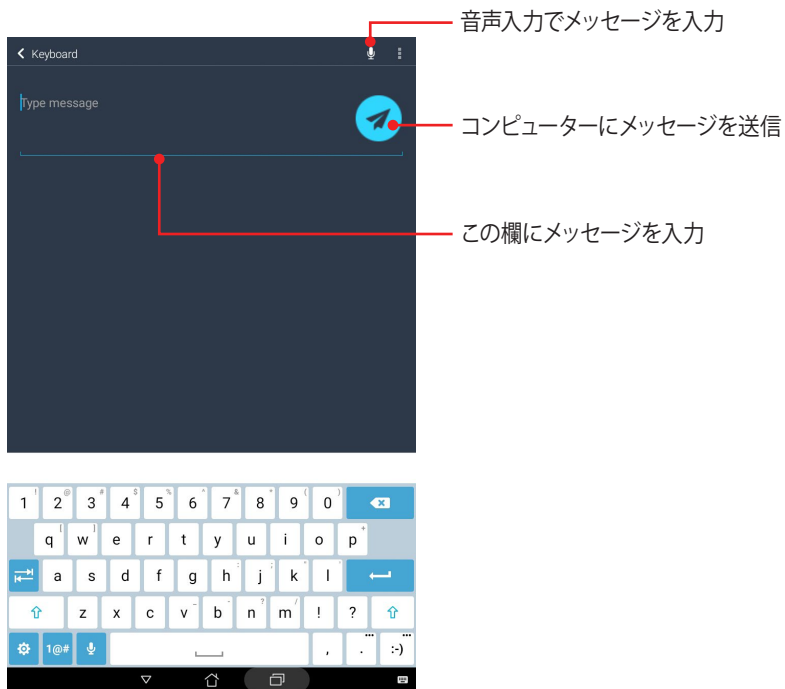 音声入力でメッセージを入力
Keyboard
Type message
コンピューターにメッセージを送信
この欄にメッセージを入力
1 ! 2 @ 3 # 4 $ 5 % 6 ^ 7 & 8 * 9 ( 0 )
q [ w ] e r t y u i o p +
a s d f g h : j ; k " l '
z x c v _ b - n ? m / ! ?
1@# , . ••• :-) •••